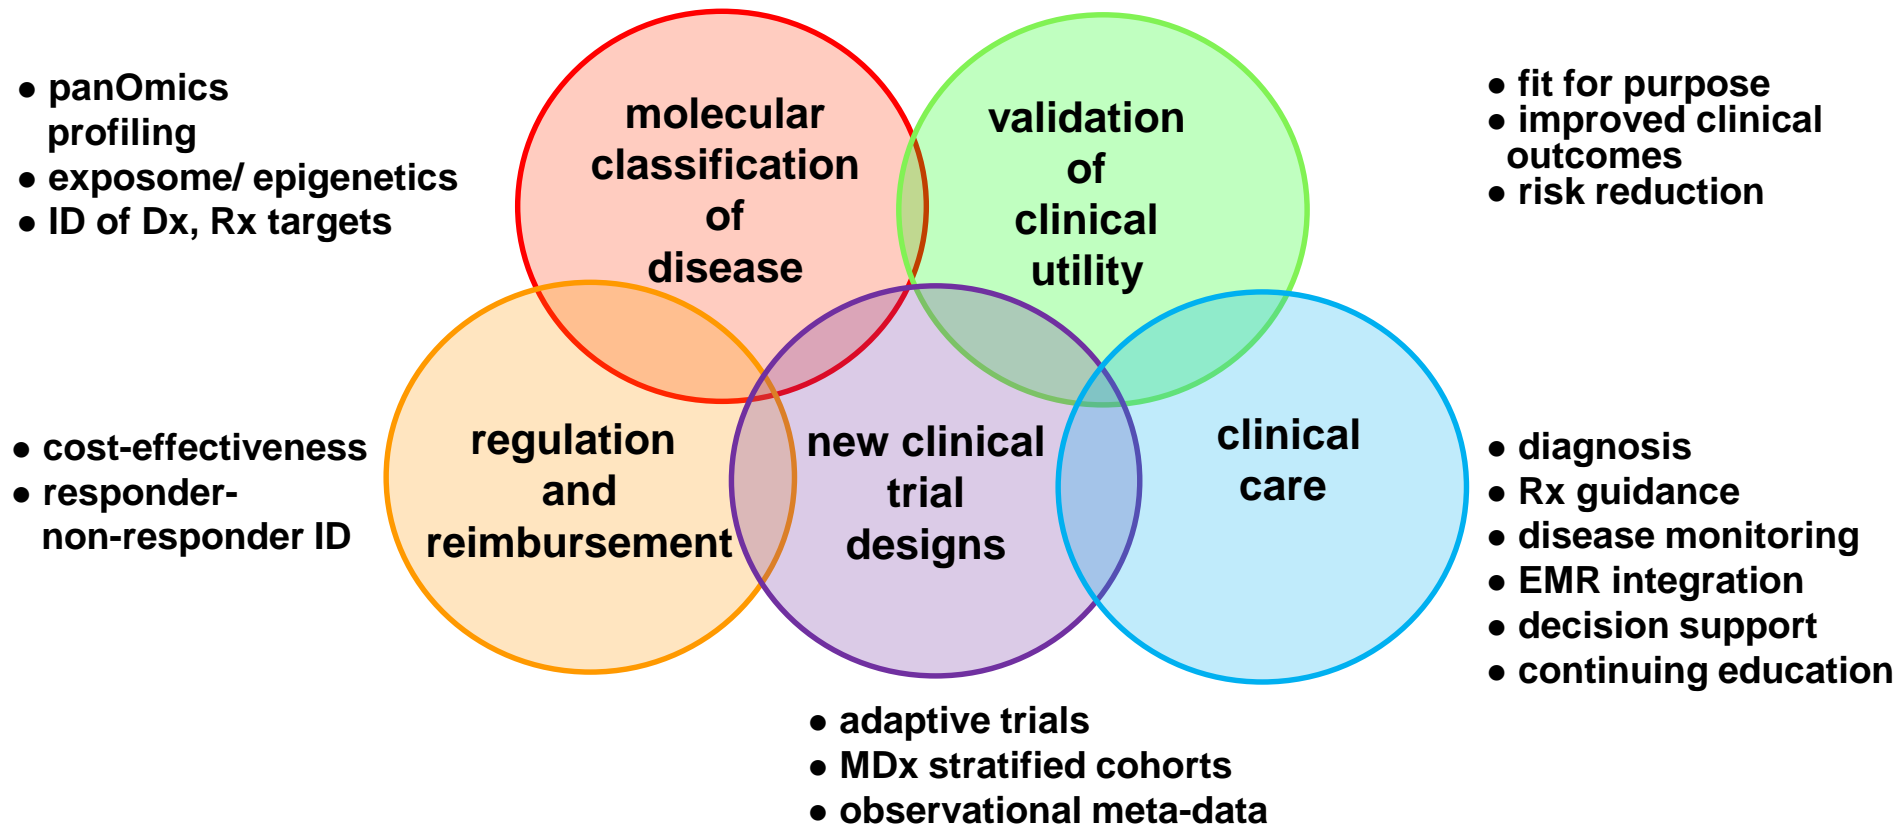 ● panOmics
profiling
● exposome/ epigenetics
● ID of Dx, Rx targets
molecular
classification
of
disease
validation
of
clinical
utility
● fit for purpose
● improved clinical
outcomes
● risk reduction
● cost-effectiveness
● responder-
non-responder ID
regulation
and
reimbursement
new clinical
trial
designs
clinical
care
● diagnosis
● Rx guidance
● disease monitoring
● EMR integration
● decision support
● continuing education
● adaptive trials
● MDx stratified cohorts
● observational meta-data